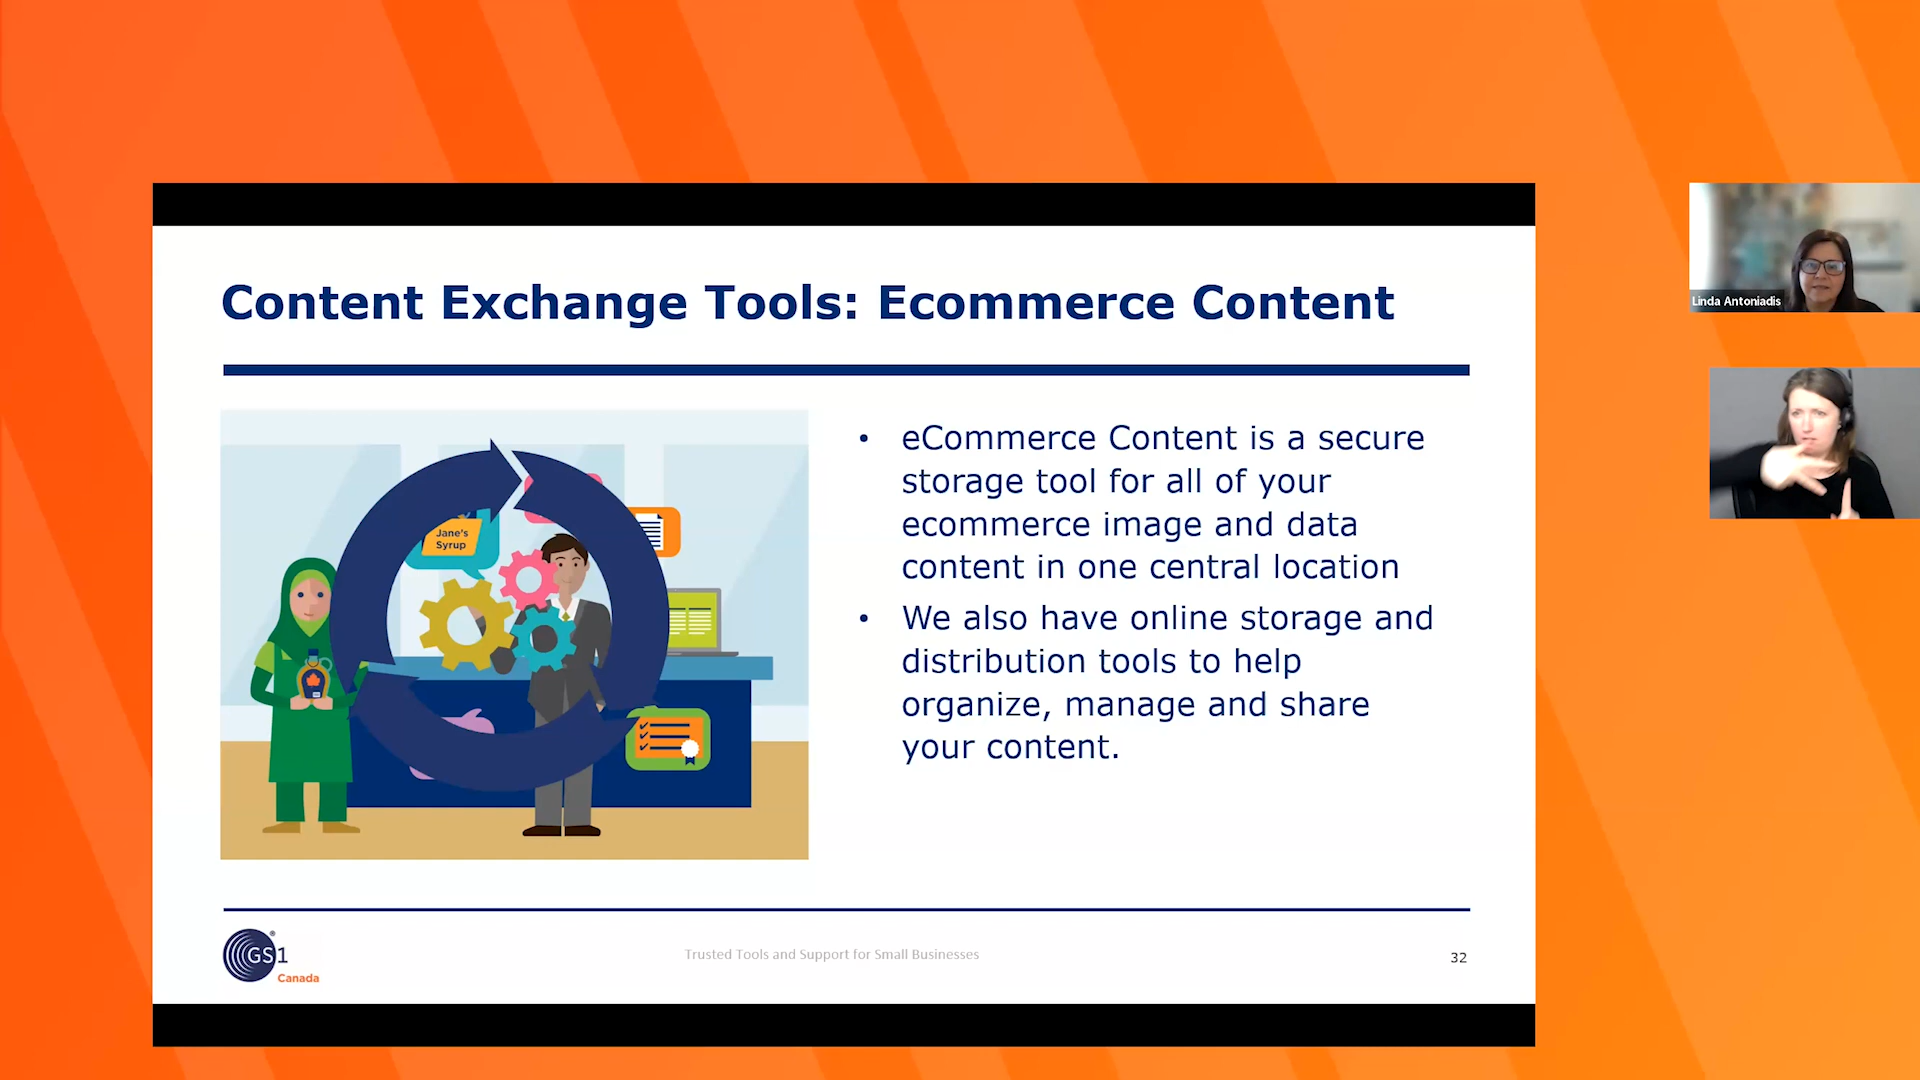 Content Exchange Tools: Ecommerce Content
Jane's
Syrup
• eCommerce Content is a secure
storage tool for all of your
ecommerce image and data
content in one central location
• We also have online storage and
distribution tools to help
organize, manage and share
your content.
GS1
®
Canada
Trusted Tools and Support for Small Businesses
32
Linda Antoniadis